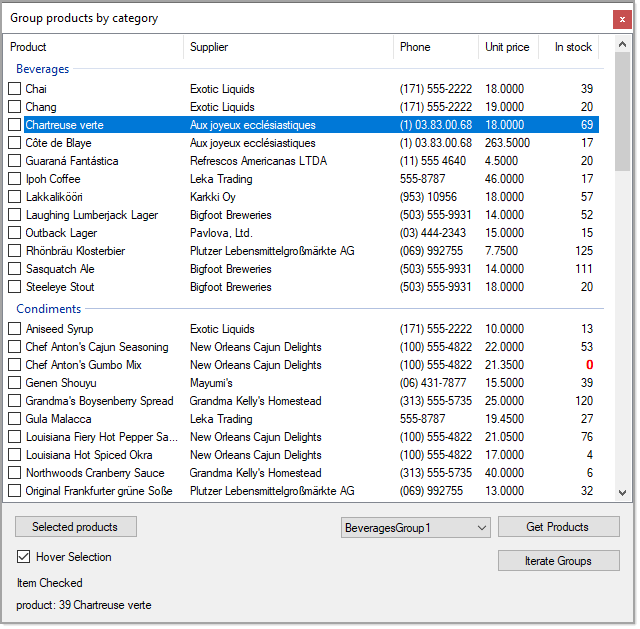 Group products by category
Product Supplier Phone Unit price In stock
Beverages
Chai Exotic Liquids (171) 555-2222 18.0000 39
Chang Exotic Liquids (171) 555-2222 19.0000 20
Chartreuse verte Aux joyeux ecclésiastiques (1) 03.83.00.68 18.0000 69
Côte de Blaye Aux joyeux ecclésiastiques (1) 03.83.00.68 263.5000 17
Guaraná Fantástica Refrescos Americanas LTDA (11) 555 4640 4.5000 20
Ipoh Coffee Leka Trading 555-8787 46.0000 17
Lakkalikööri Karkki Oy (953) 10956 18.0000 57
Laughing Lumberjack Lager Bigfoot Breweries (503) 555-9931 14.0000 52
Outback Lager Pavlova, Ltd. (03) 444-2343 15.0000 15
Rhönbräu Klosterbier Plutzer Lebensmittelgroßmärkte AG (069) 992755 7.7500 125
Sasquatch Ale Bigfoot Breweries (503) 555-9931 14.0000 111
Steeleye Stout Bigfoot Breweries (503) 555-9931 18.0000 20
Condiments
Aniseed Syrup Exotic Liquids (171) 555-2222 10.0000 13
Chef Anton's Cajun Seasoning New Orleans Cajun Delights (100) 555-4822 22.0000 53
Chef Anton's Gumbo Mix New Orleans Cajun Delights (100) 555-4822 21.3500 0
Genen Shouyu Mayumi's (06) 431-7877 15.5000 39
Grandma's Boysenberry Spread Grandma Kelly's Homestead (313) 555-5735 25.0000 120
Gula Malacca Leka Trading 555-8787 19.4500 27
Louisiana Fiery Hot Pepper Sa... New Orleans Cajun Delights (100) 555-4822 21.0500 76
Louisiana Hot Spiced Okra New Orleans Cajun Delights (100) 555-4822 17.0000 4
Northwoods Cranberry Sauce Grandma Kelly's Homestead (313) 555-5735 40.0000 6
Original Frankfurter grüne Soße Plutzer Lebensmittelgroßmärkte AG (069) 992755 13.0000 32
Selected products BeveragesGroup1 Get Products
Hover Selection Iterate Groups
Item Checked
product: 39 Chartreuse verte